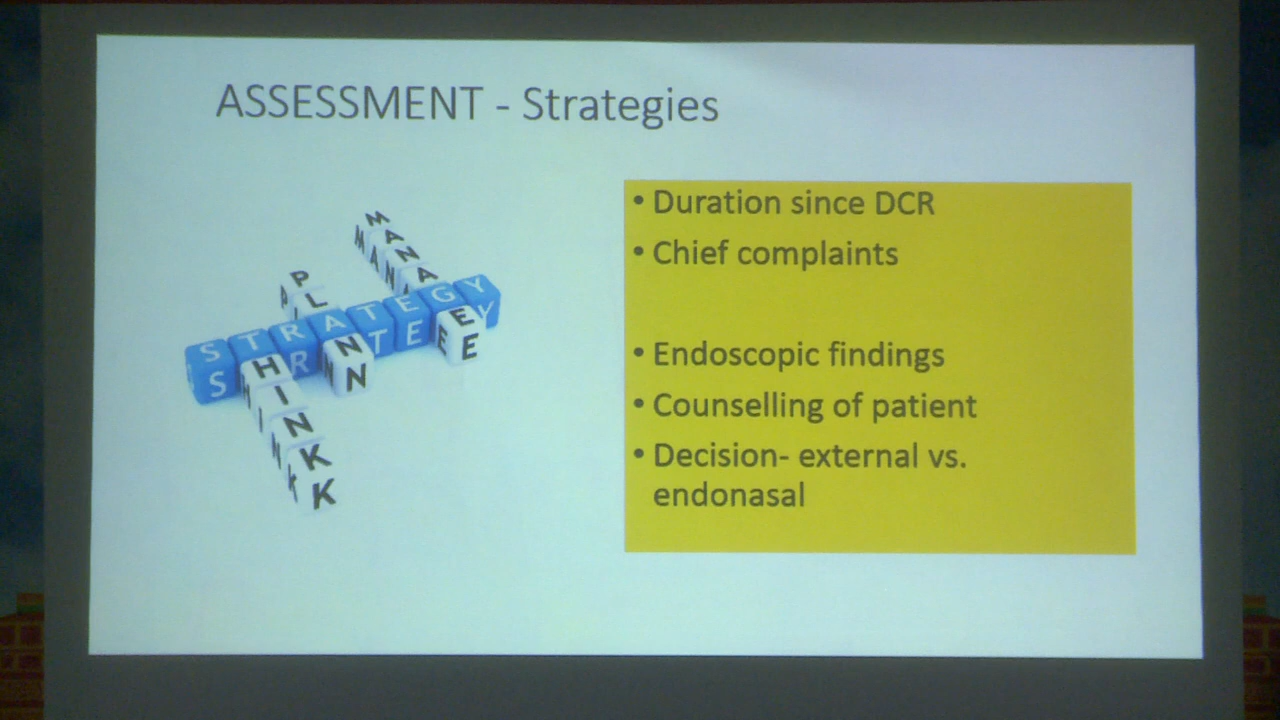 ASSESSMENT - Strategies
• Duration since DCR
• Chief complaints
• Endoscopic findings
• Counselling of patient
• Decision- external vs.
endonasal
MANAGE
PLAN
STRATEGY
THINK